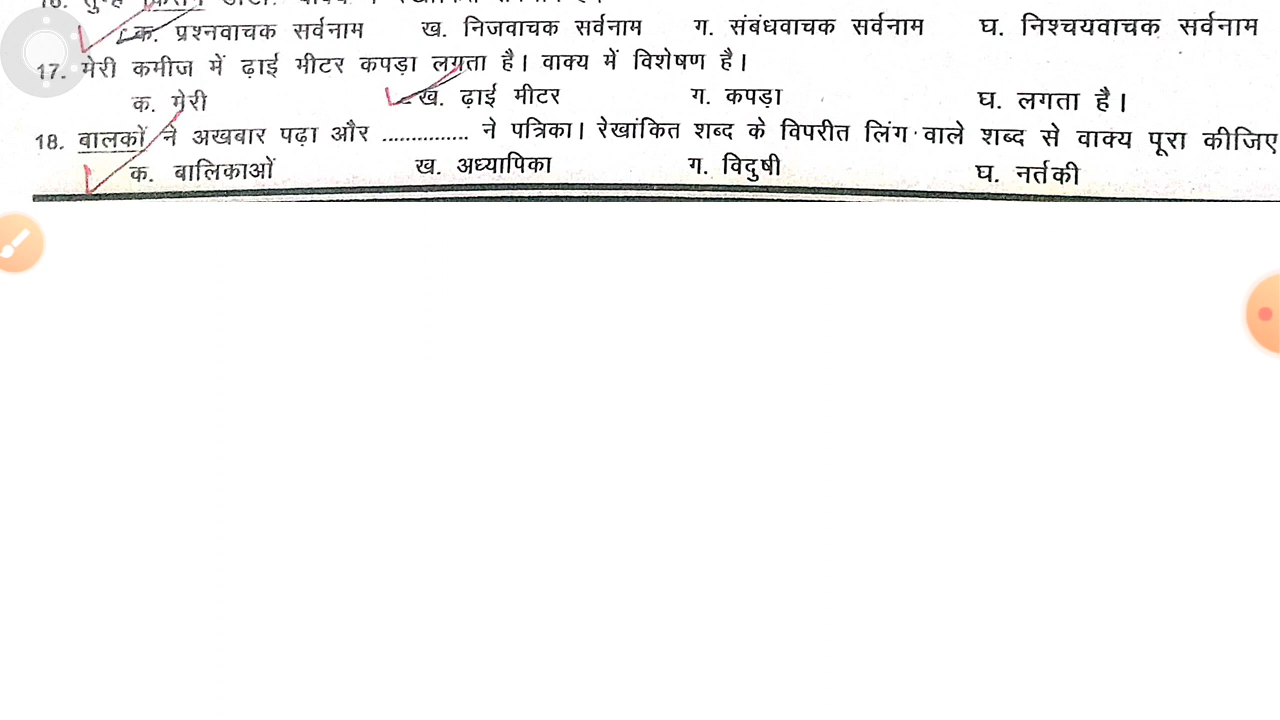 क. प्रश्नवाचक सर्वनाम ख. निजवाचक सर्वनाम ग. संबंधवाचक सर्वनाम घ. निश्चयवाचक सर्वनाम
17. मेरी कमीज में ढ़ाई मीटर कपड़ा लगता है। वाक्य में विशेषण है।
क. मेरी ख. ढ़ाई मीटर ग. कपड़ा घ. लगता है।
18. बालकों ने अखबार पढ़ा और .............. ने पत्रिका। रेखांकित शब्द के विपरीत लिंग वाले शब्द से वाक्य पूरा कीजिए
क. बालिकाओं ख. अध्यापिका ग. विदुषी घ. नर्तकी